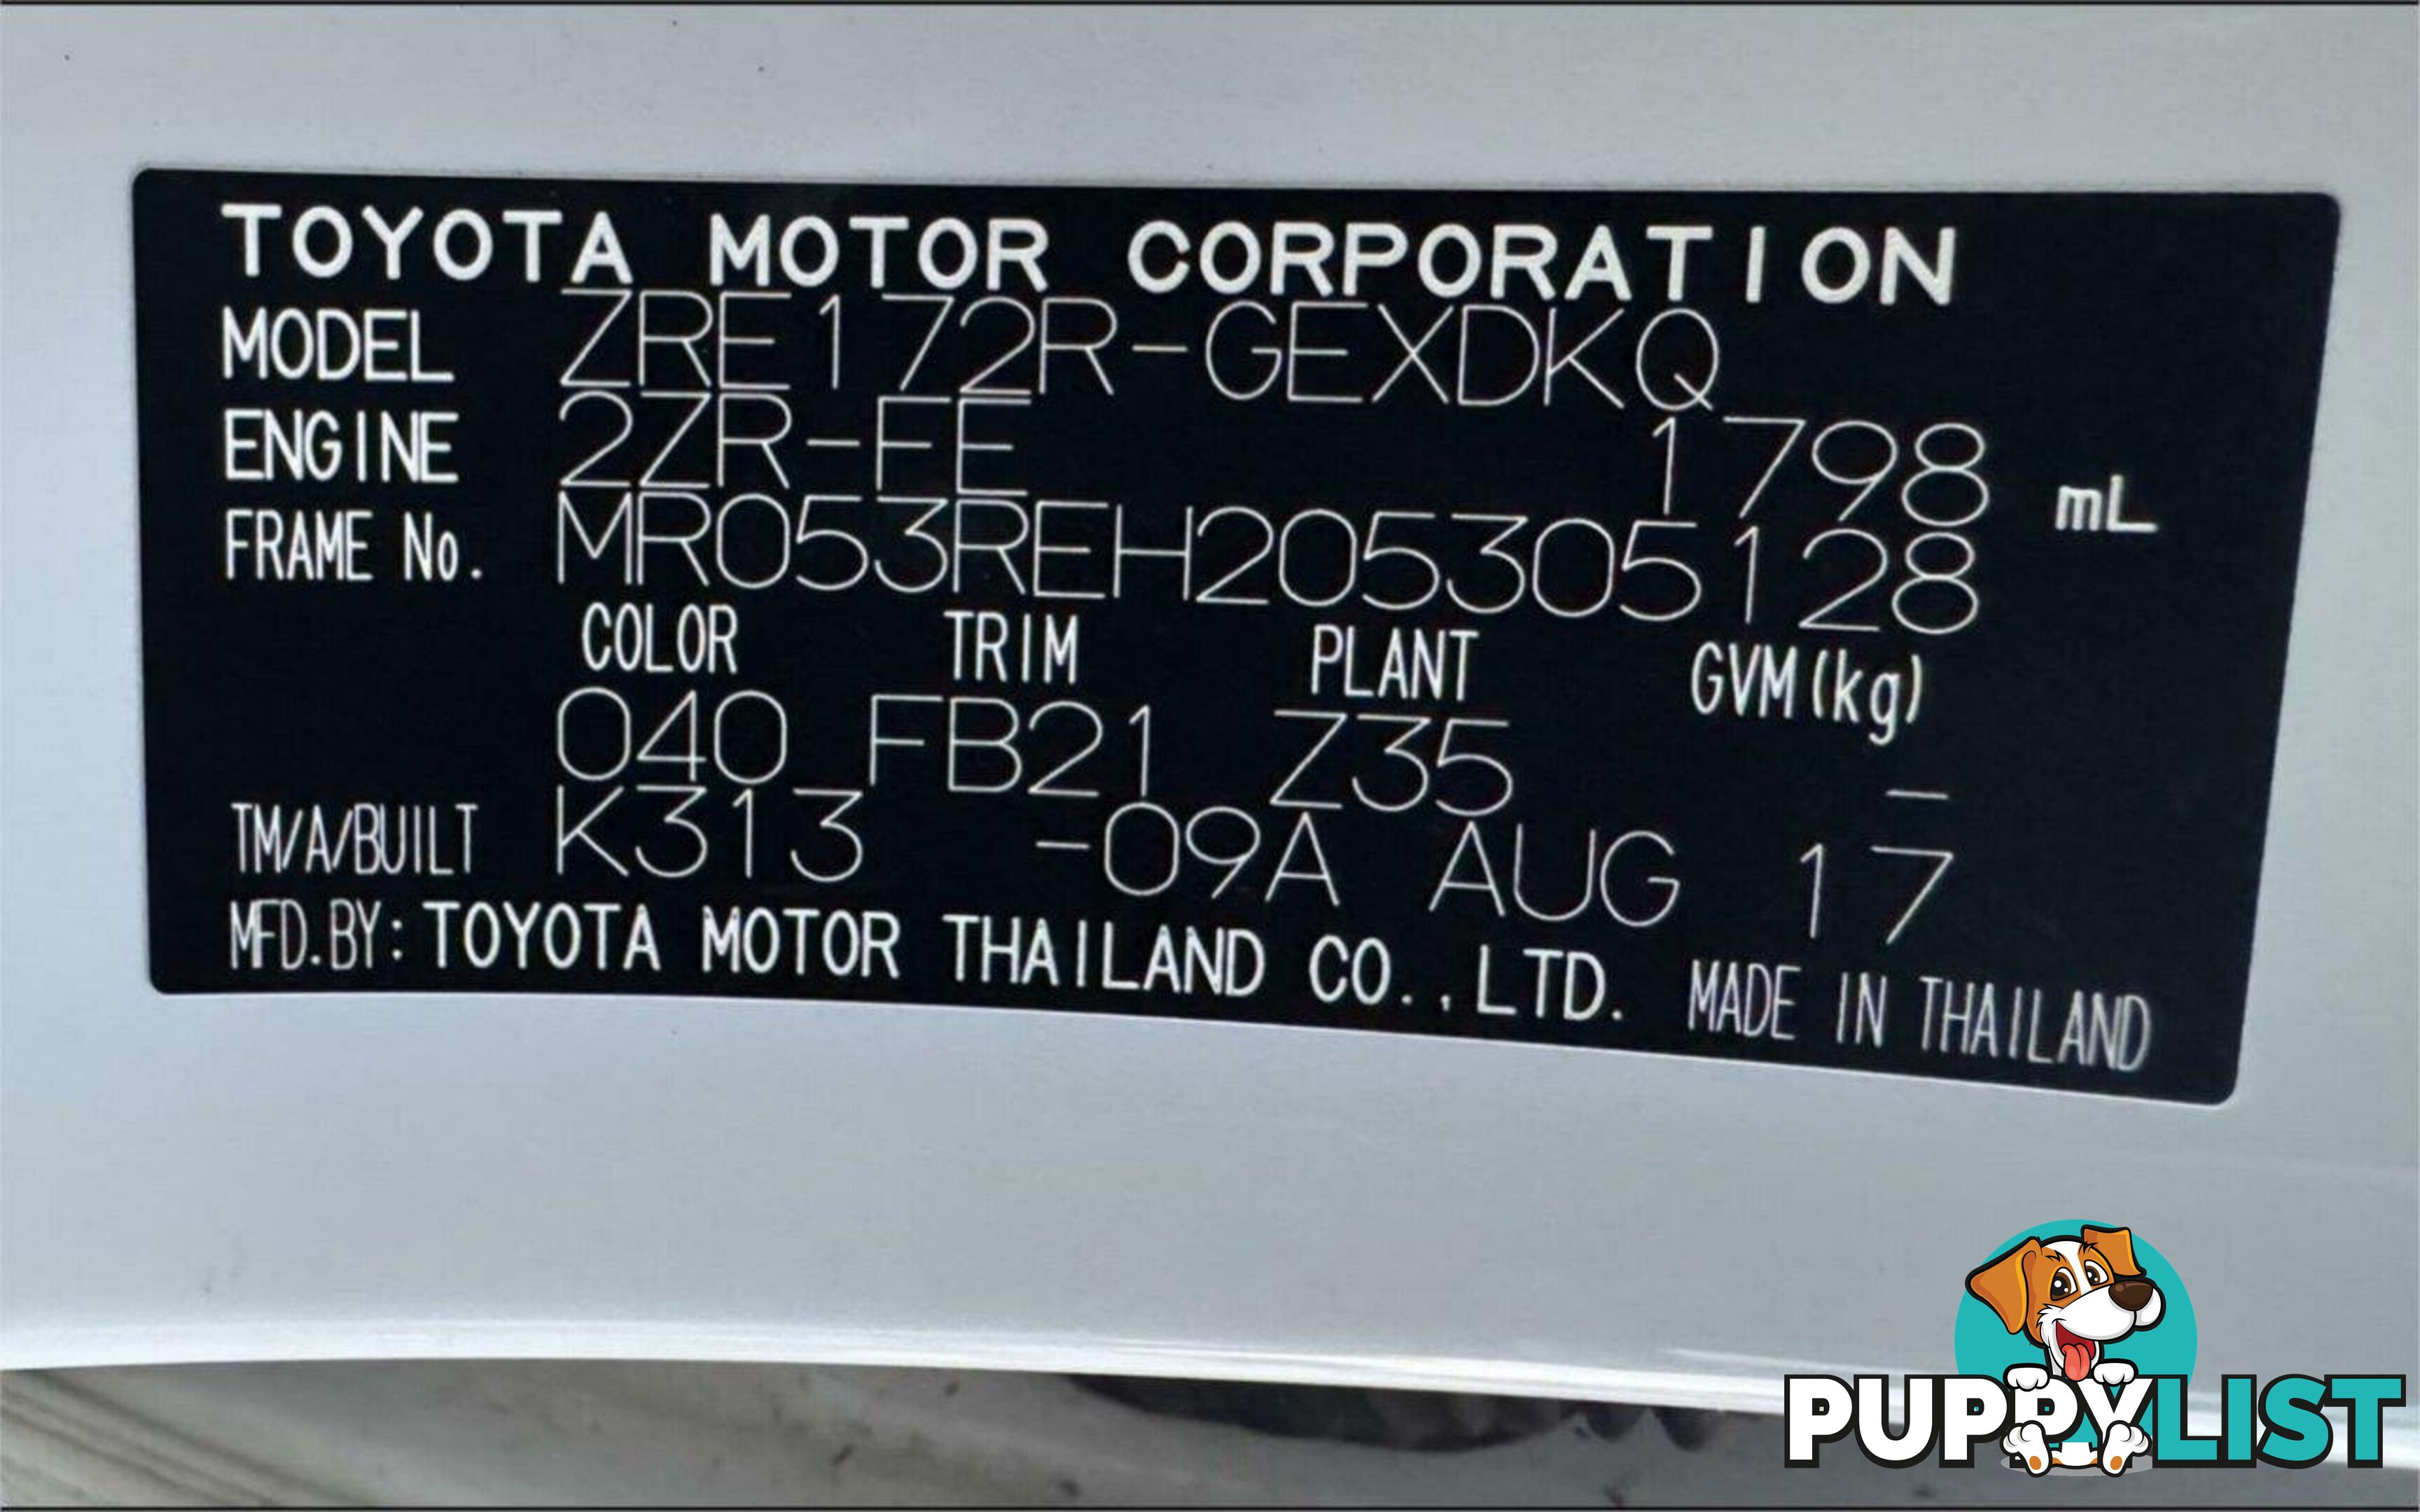 TOYOTA MOTOR CORPORATION
MODEL ZRE172R-GEXDKQ
ENGINE 2ZR-FE 1798 mL
FRAME No. MR053REH205305128
COLOR TRIM PLANT GVM(kg)
040 FB21 Z35 –
TM/A/BUILT K313 -09A AUG 17
MFD.BY: TOYOTA MOTOR THAILAND CO.,LTD. MADE IN THAILAND
PUPPYLIST